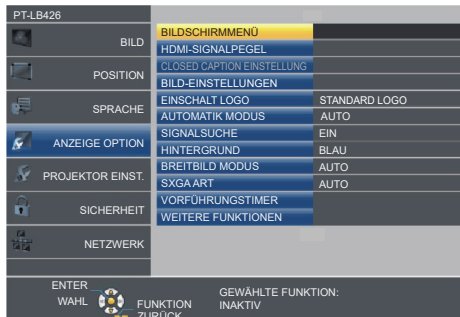 PT-LB426
BILD
POSITION
SPRACHE
ANZEIGE OPTION
PROJEKTOR EINST.
SICHERHEIT
NETZWERK
BILDSCHIRMMENÜ
HDMI-SIGNALPEGEL
CLOSED CAPTION EINSTELLUNG
BILD-EINSTELLUNGEN
EINSCHALT LOGO STANDARD LOGO
AUTOMATIK MODUS AUTO
SIGNALSUCHE EIN
HINTERGRUND BLAU
BREITBILD MODUS AUTO
SXGA ART AUTO
VORFÜHRUNGSTIMER
WEITERE FUNKTIONEN
ENTER
WAHL
FUNKTION
ZURÜCK
GEWÄHLTE FUNKTION:
INAKTIV